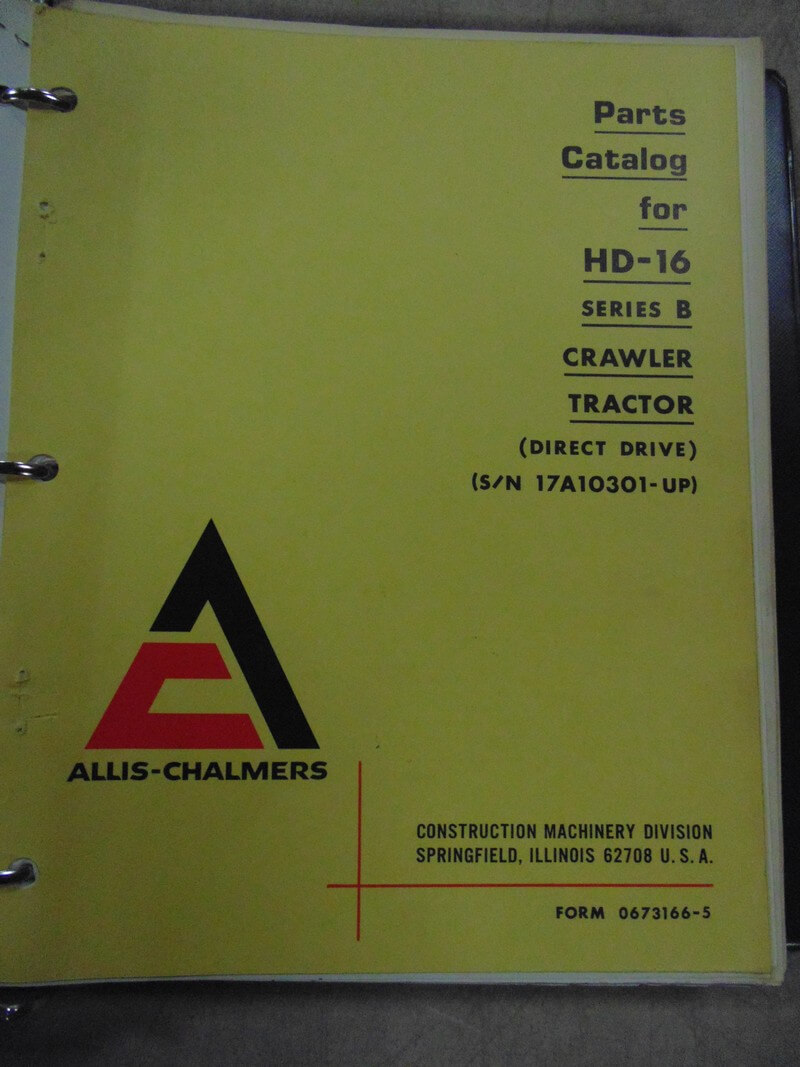 Parts
Catalog
for
HD-16
SERIES B
CRAWLER
TRACTOR
(DIRECT DRIVE)
(S/N 17A10301-UP)
ALLIS-CHALMERS
CONSTRUCTION MACHINERY DIVISION
SPRINGFIELD, ILLINOIS 62708 U.S.A.
FORM 0673166-5